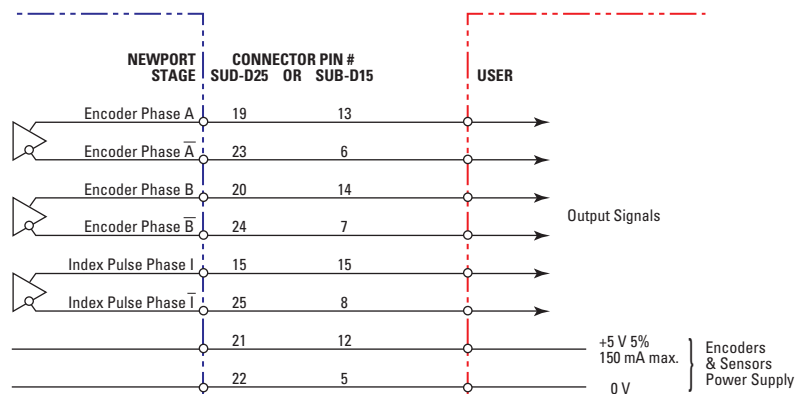 NEWPORT STAGE CONNECTOR PIN # SUD-D25 OR SUB-D15 USER
Encoder Phase A 19 13
Encoder Phase A̅ 23 6
Encoder Phase B 20 14
Encoder Phase B̅ 24 7
Output Signals
Index Pulse Phase I 15 15
Index Pulse Phase I̅ 25 8
21 12 +5 V 5%
150 mA max.
22 5 0 V
Encoders
& Sensors
Power Supply